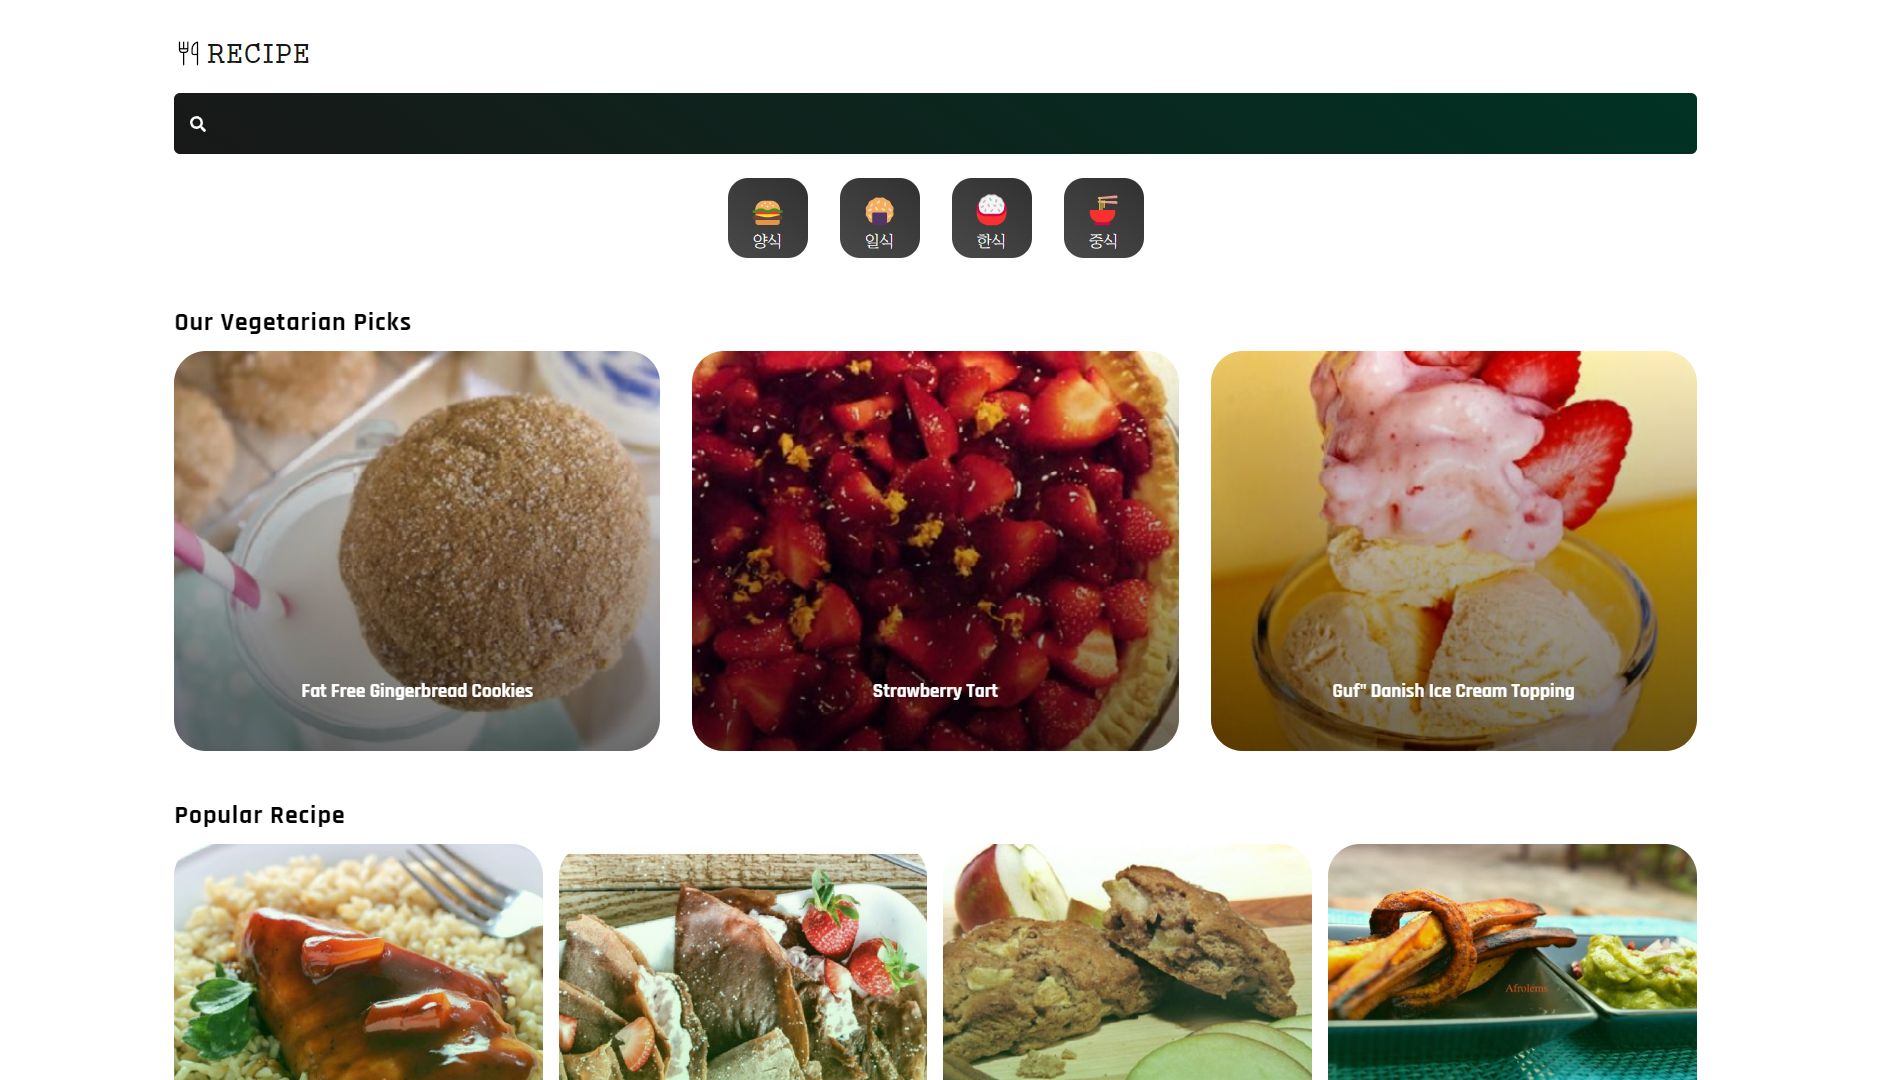 RECIPE
양식
일식
한식
중식
Our Vegetarian Picks
Fat Free Gingerbread Cookies
Strawberry Tart
Guf" Danish Ice Cream Topping
Popular Recipe
Afrolems